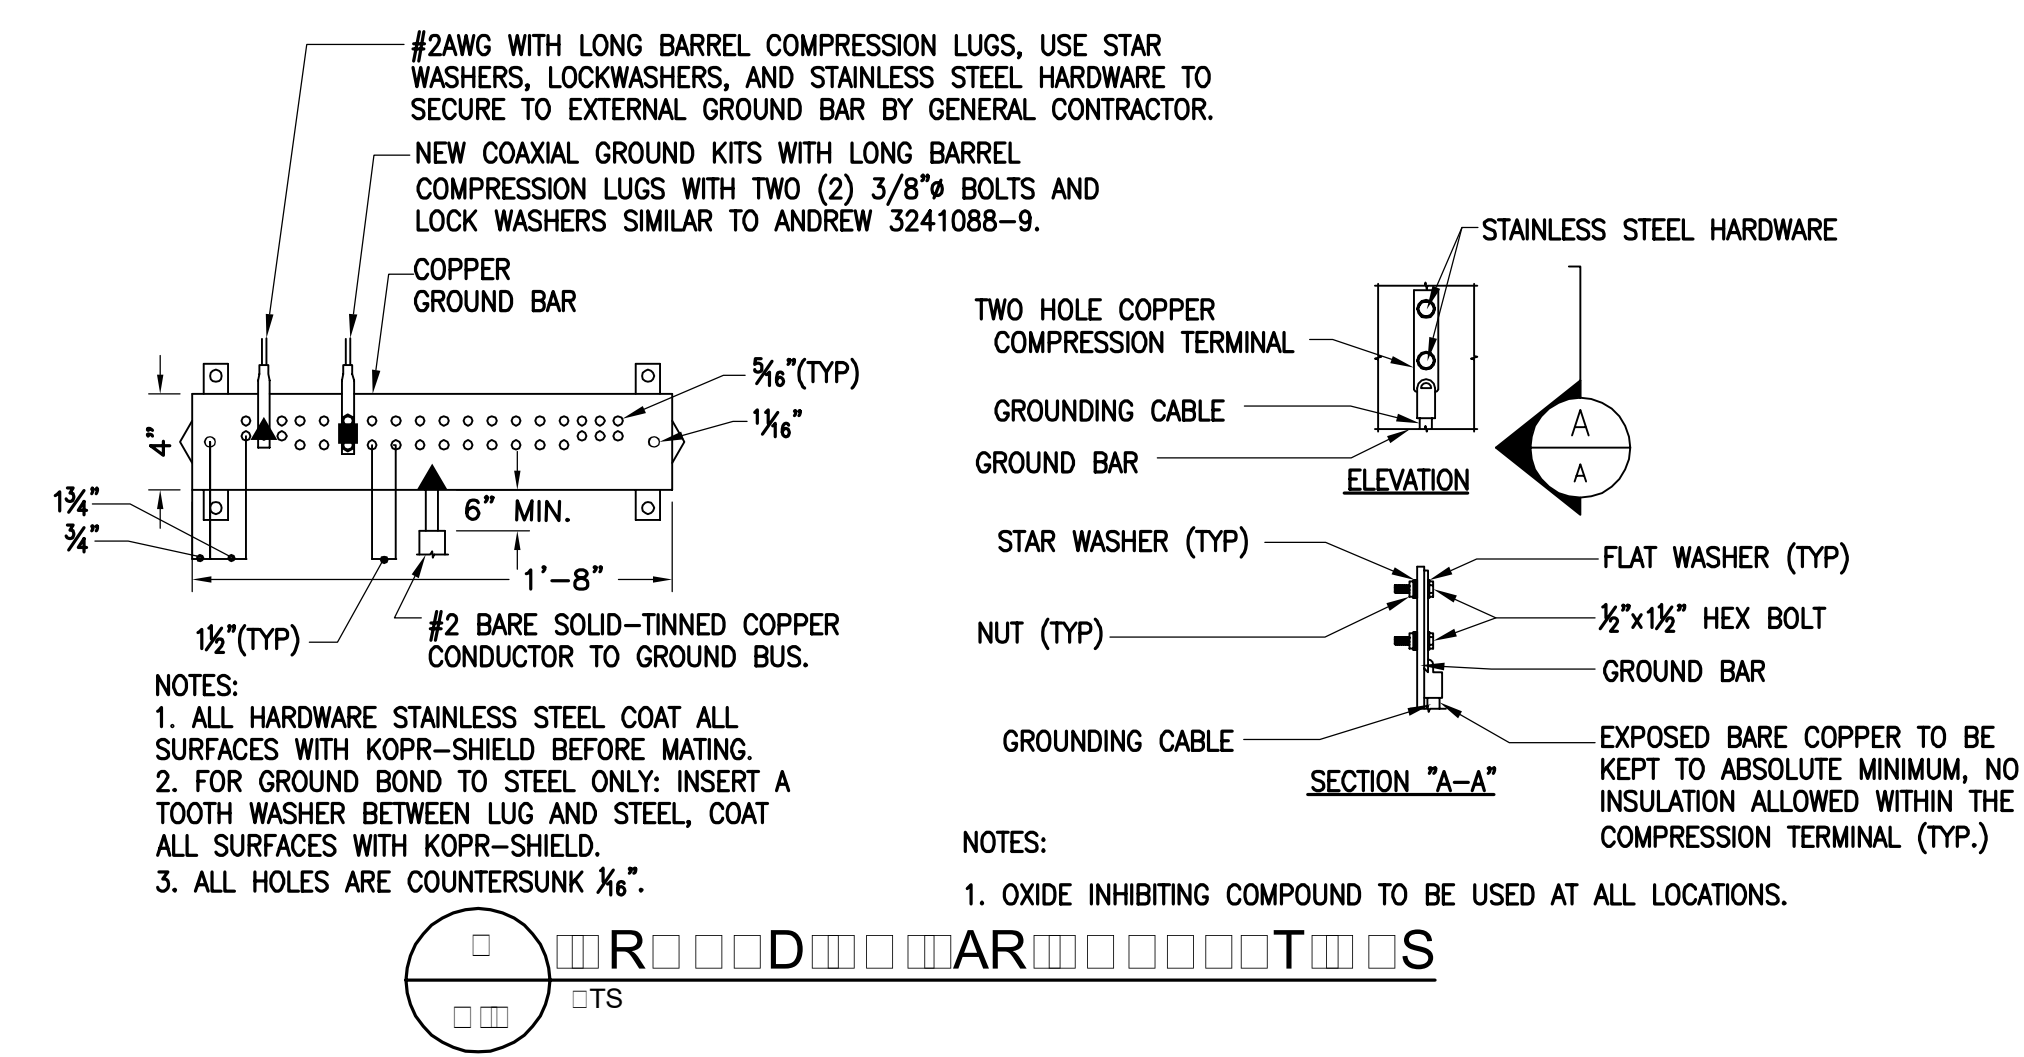 #2AWG WITH LONG BARREL COMPRESSION LUGS, USE STAR
WASHERS, LOCKWASHERS, AND STAINLESS STEEL HARDWARE TO
SECURE TO EXTERNAL GROUND BAR BY GENERAL CONTRACTOR.
NEW COAXIAL GROUND KITS WITH LONG BARREL
COMPRESSION LUGS WITH TWO (2) 3/8"ø BOLTS AND
LOCK WASHERS SIMILAR TO ANDREW 3241088-9.
COPPER
GROUND BAR
5/16"(TYP)
11/16"
4"
1 3/4"
3/4"
6" MIN.
1'-8"
1 1/2"(TYP)
#2 BARE SOLID-TINNED COPPER
CONDUCTOR TO GROUND BUS.
NOTES:
1. ALL HARDWARE STAINLESS STEEL COAT ALL
SURFACES WITH KOPR-SHIELD BEFORE MATING.
2. FOR GROUND BOND TO STEEL ONLY: INSERT A
TOOTH WASHER BETWEEN LUG AND STEEL, COAT
ALL SURFACES WITH KOPR-SHIELD.
3. ALL HOLES ARE COUNTERSUNK 1/16".
STAINLESS STEEL HARDWARE
TWO HOLE COPPER
COMPRESSION TERMINAL
GROUNDING CABLE
GROUND BAR
ELEVATION
A
A
STAR WASHER (TYP)
FLAT WASHER (TYP)
1/2"x1 1/2" HEX BOLT
NUT (TYP)
GROUND BAR
GROUNDING CABLE
EXPOSED BARE COPPER TO BE
KEPT TO ABSOLUTE MINIMUM, NO
INSULATION ALLOWED WITHIN THE
COMPRESSION TERMINAL (TYP.)
SECTION "A-A"
NOTES:
1. OXIDE INHIBITING COMPOUND TO BE USED AT ALL LOCATIONS.